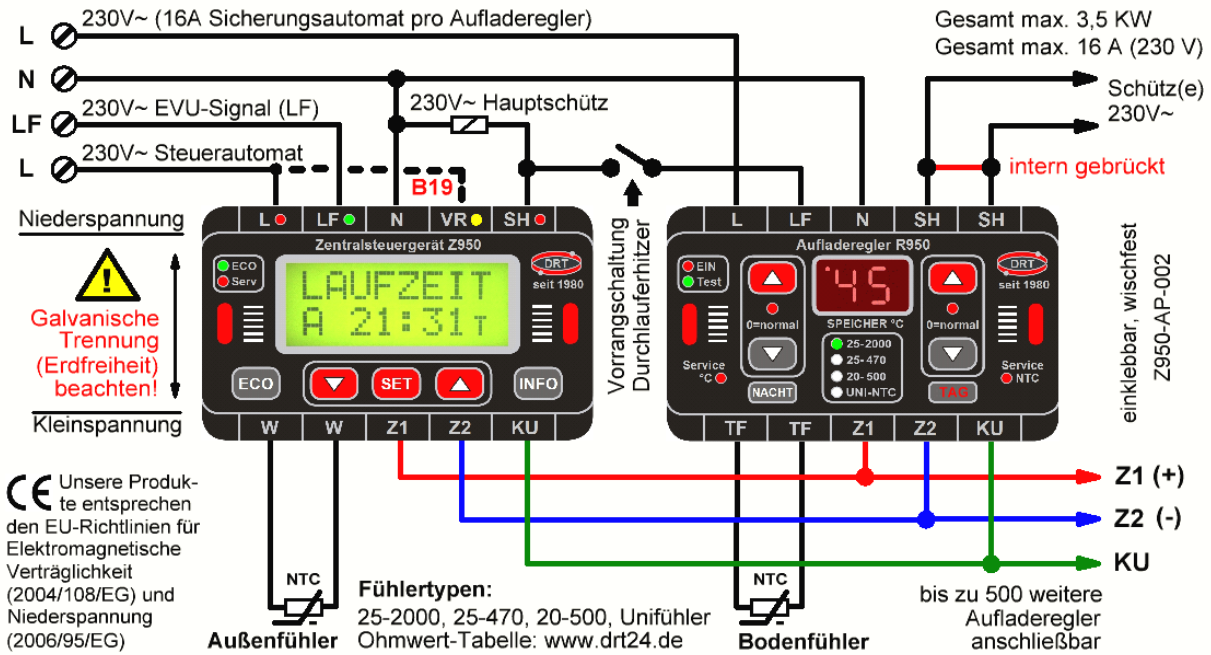 L 230V~ (16A Sicherungsautomat pro Aufladeregler)
N
LF 230V~ EVU-Signal (LF)
L 230V~ Steuerautomat
230V~ Hauptschütz
B19
Gesamt max. 3,5 KW
Gesamt max. 16 A (230 V)
Schütz(e)
230V~
intern gebrückt
Niederspannung
Galvanische
Trennung
(Erdfreiheit)
beachten!
Kleinspannung
L LF N VR SH
Zentralsteuergerät Z950
ECO
Serv
DRT
seit 1980
LAUFZEIT
A 21:31T
ECO SET INFO
W W Z1 Z2 KU
Vorrangschaltung
Durchlauferhitzer
L LF N SH SH
Aufladeregler R950
EIN
Test
DRT
seit 1980
45
0=normal
SPEICHER °C
0=normal
25-2000
25-470
20-500
UNI-NTC
Service
°C
Service
NTC
NACHT
TAG
TF TF Z1 Z2 KU
einklebbar, wischfest
Z950-AP-002
Z1 (+)
Z2 (-)
KU
CE Unsere Produk-
te entsprechen
den EU-Richtlinien für
Elektromagnetische
Verträglichkeit
(2004/108/EG) und
Niederspannung
(2006/95/EG)
NTC
Außenfühler
Fühlertypen:
25-2000, 25-470, 20-500, Unifühler
Ohmwert-Tabelle: www.drt24.de
NTC
Bodenfühler
bis zu 500 weitere
Aufladeregler
anschließbar